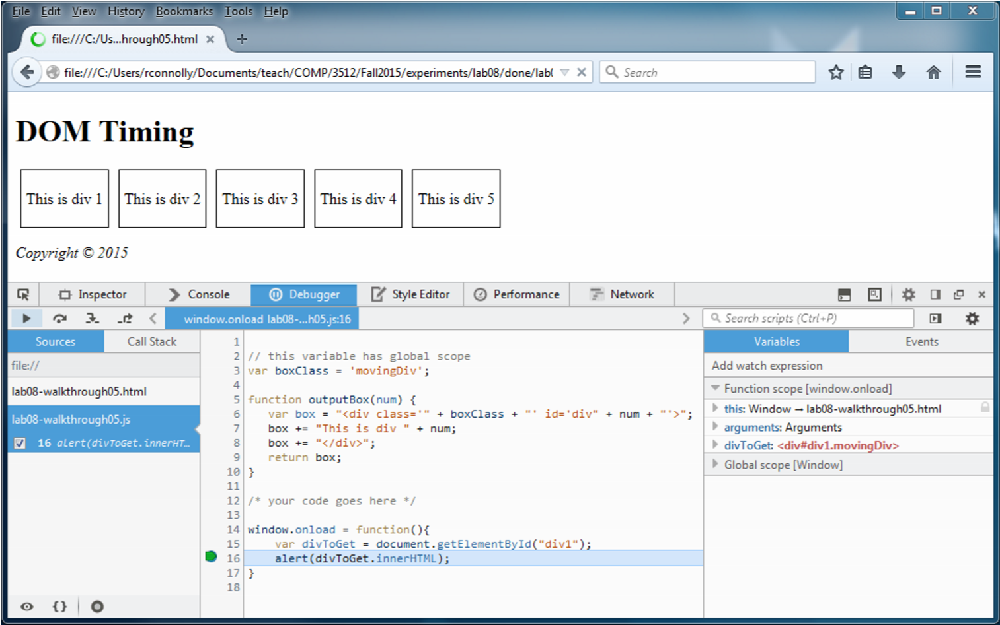 File Edit View History Bookmarks Tools Help
file:///C:/Us...hrough05.html
file:///C:/Users/rconnolly/Documents/teach/COMP/3512/Fall2015/experiments/lab08/done/lab(
Search
DOM Timing
This is div 1 This is div 2 This is div 3 This is div 4 This is div 5
Copyright © 2015
Inspector Console Debugger Style Editor Performance Network
window.onload lab08-...h05.js:16
Search scripts (Ctrl+P)
Sources Call Stack
file://
lab08-walkthrough05.html
lab08-walkthrough05.js
16 alert(divToGet.innerHT...
1
2 // this variable has global scope
3 var boxClass = 'movingDiv';
4
5 function outputBox(num) {
6 var box = "<div class='" + boxClass + "' id='div" + num + "'>";
7 box += "This is div " + num;
8 box += "</div>";
9 return box;
10 }
11
12 /* your code goes here */
13
14 window.onload = function(){
15 var divToGet = document.getElementById("div1");
16 alert(divToGet.innerHTML);
17 }
18
Variables Events
Add watch expression
Function scope [window.onload]
this: Window → lab08-walkthrough05.html
arguments: Arguments
divToGet: <div#div1.movingDiv>
Global scope [Window]